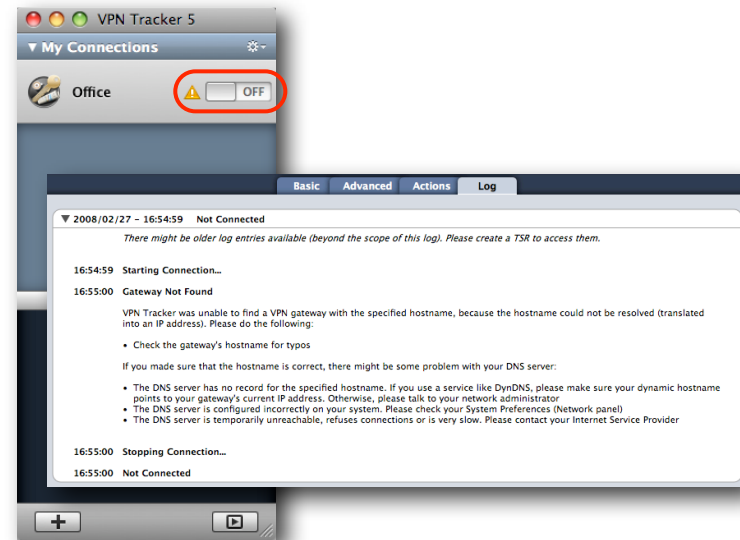 VPN Tracker 5
My Connections
Office
OFF
Basic Advanced Actions Log
2008/02/27 - 16:54:59 Not Connected
There might be older log entries available (beyond the scope of this log). Please create a TSR to access them.
16:54:59 Starting Connection...
16:55:00 Gateway Not Found
VPN Tracker was unable to find a VPN gateway with the specified hostname, because the hostname could not be resolved (translated
into an IP address). Please do the following:
• Check the gateway's hostname for typos
If you made sure that the hostname is correct, there might be some problem with your DNS server:
• The DNS server has no record for the specified hostname. If you use a service like DynDNS, please make sure your dynamic hostname
points to your gateway's current IP address. Otherwise, please talk to your network administrator
• The DNS server is configured incorrectly on your system. Please check your System Preferences (Network panel)
• The DNS server is temporarily unreachable, refuses connections or is very slow. Please contact your Internet Service Provider
16:55:00 Stopping Connection...
16:55:00 Not Connected